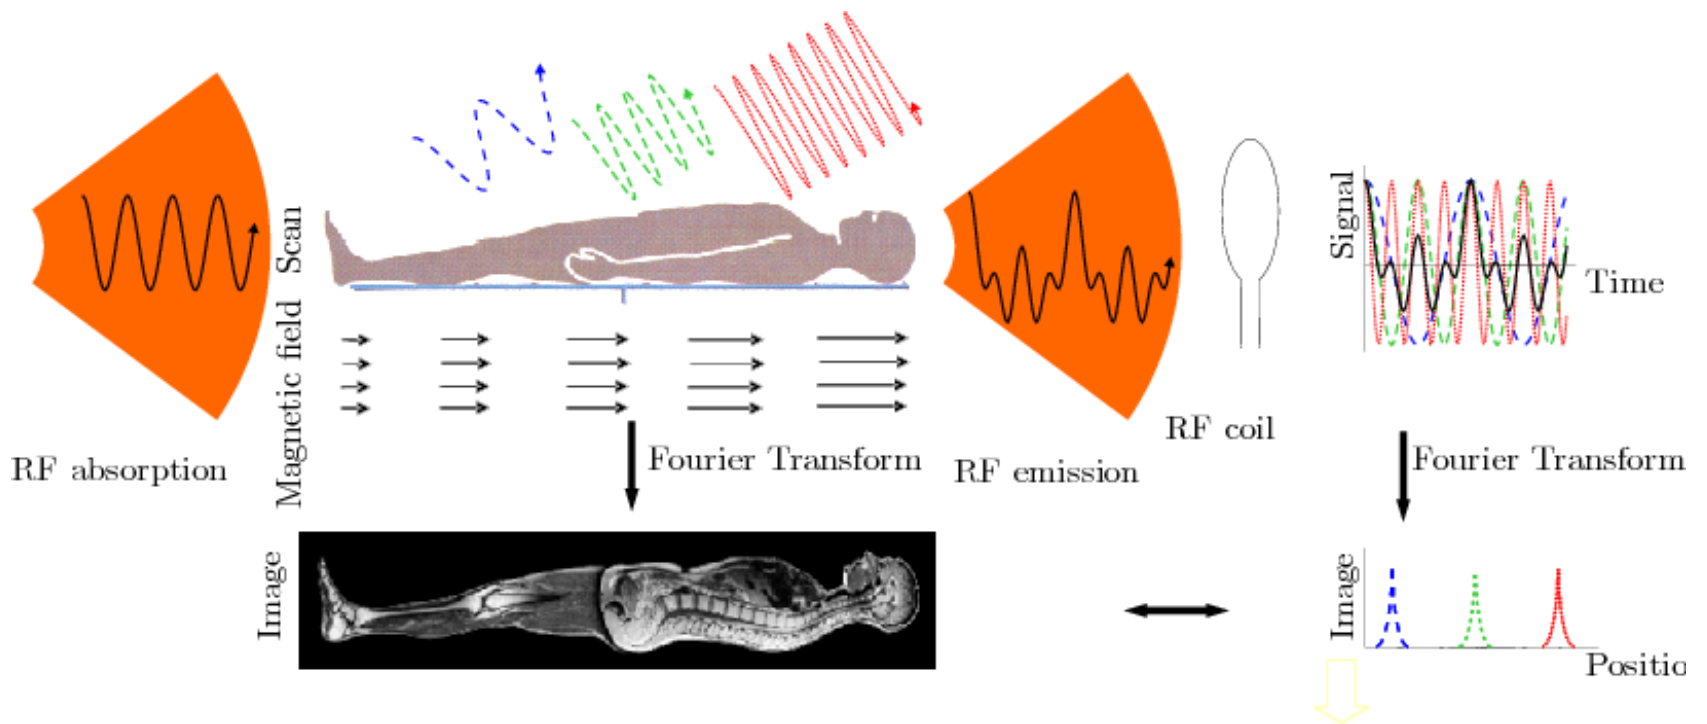 Scan
Signal
Time
Magnetic field
RF coil
RF absorption
Fourier Transform
RF emission
Fourier Transform
Image
Image
Positio